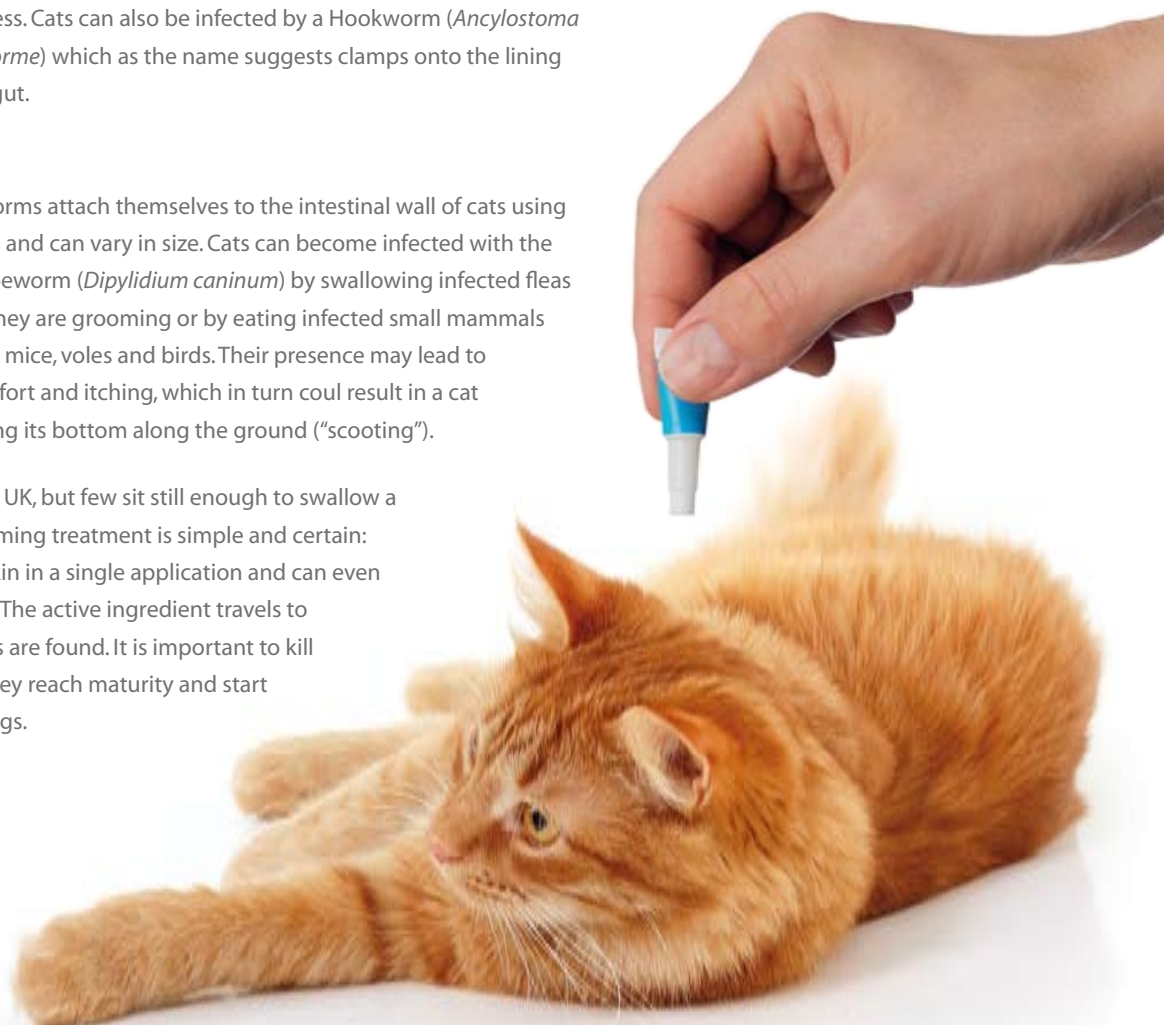 ess. Cats can also be infected by a Hookworm (Ancylostoma
orme) which as the name suggests clamps onto the lining
gut.
orms attach themselves to the intestinal wall of cats using
and can vary in size. Cats can become infected with the
eworm (Dipylidium caninum) by swallowing infected fleas
hey are grooming or by eating infected small mammals
mice, voles and birds. Their presence may lead to
fort and itching, which in turn coul result in a cat
ng its bottom along the ground (“scooting”).
UK, but few sit still enough to swallow a
ming treatment is simple and certain:
in in a single application and can even
The active ingredient travels to
s are found. It is important to kill
ey reach maturity and start
gs.